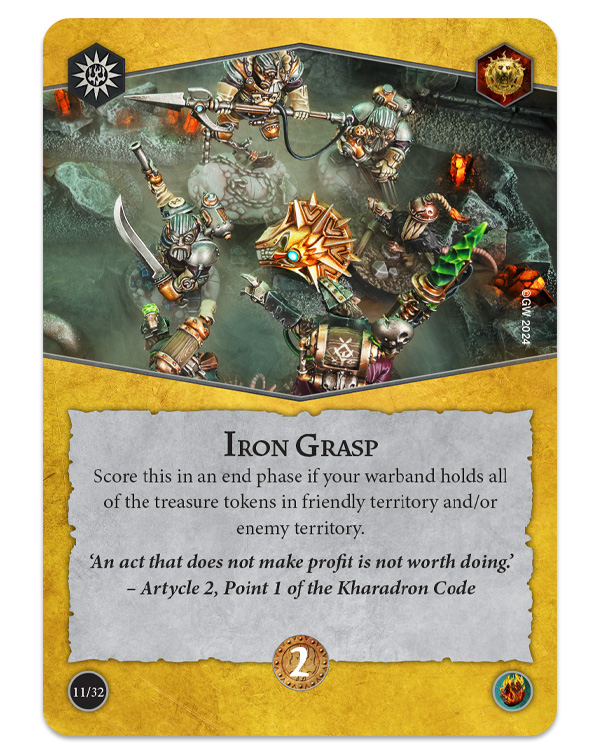 ©GW 2024
Iron Grasp
Score this in an end phase if your warband holds all
of the treasure tokens in friendly territory and/or
enemy territory.
‘An act that does not make profit is not worth doing.’
– Artycle 2, Point 1 of the Kharadron Code
2
11/32